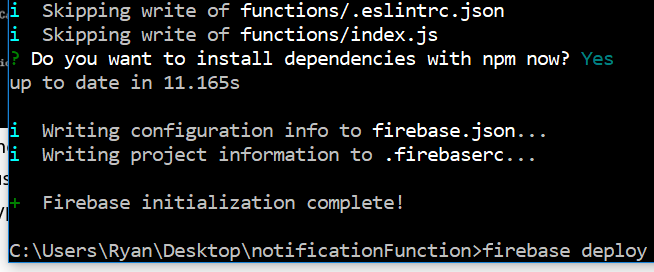 i  Skipping write of functions/.eslintrc.json
i  Skipping write of functions/index.js
? Do you want to install dependencies with npm now? Yes
up to date in 11.165s
i  Writing configuration info to firebase.json...
i  Writing project information to .firebaserc...
+  Firebase initialization complete!
C:\Users\Ryan\Desktop\notificationFunction>firebase deploy